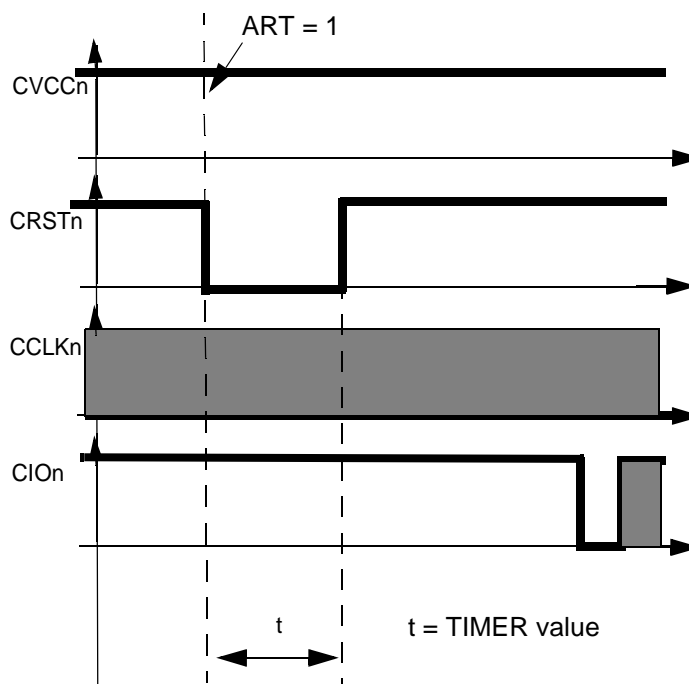 ART = 1
CVCCn
CRSTn
CCLKn
CIOn
t
t = TIMER value